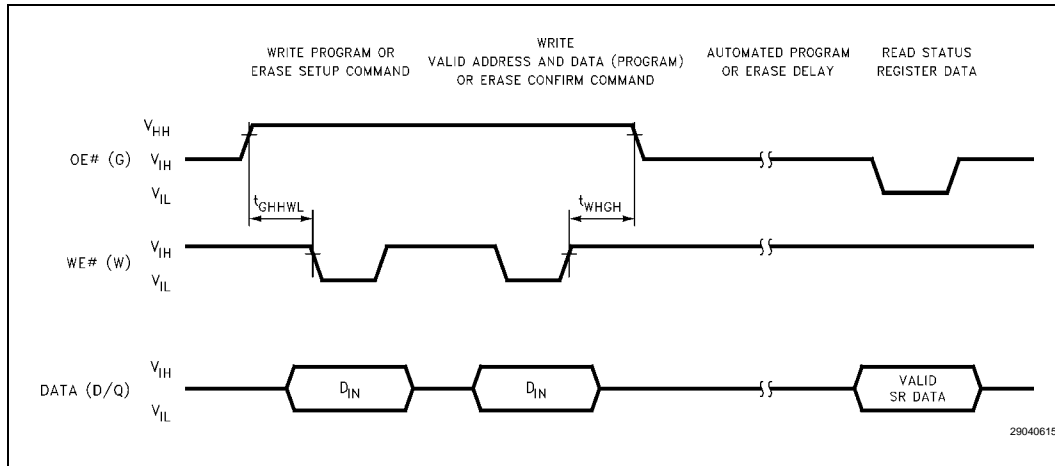 WRITE PROGRAM OR
ERASE SETUP COMMAND
WRITE
VALID ADDRESS AND DATA (PROGRAM)
OR ERASE CONFIRM COMMAND
AUTOMATED PROGRAM
OR ERASE DELAY
READ STATUS
REGISTER DATA
VHH
OE# (G)
VIH
VIL
tGHHWL
tWHGH
VIH
WE# (W)
VIL
VIH
DATA (D/Q)
DIN
DIN
VALID
SR DATA
VIL
29040615